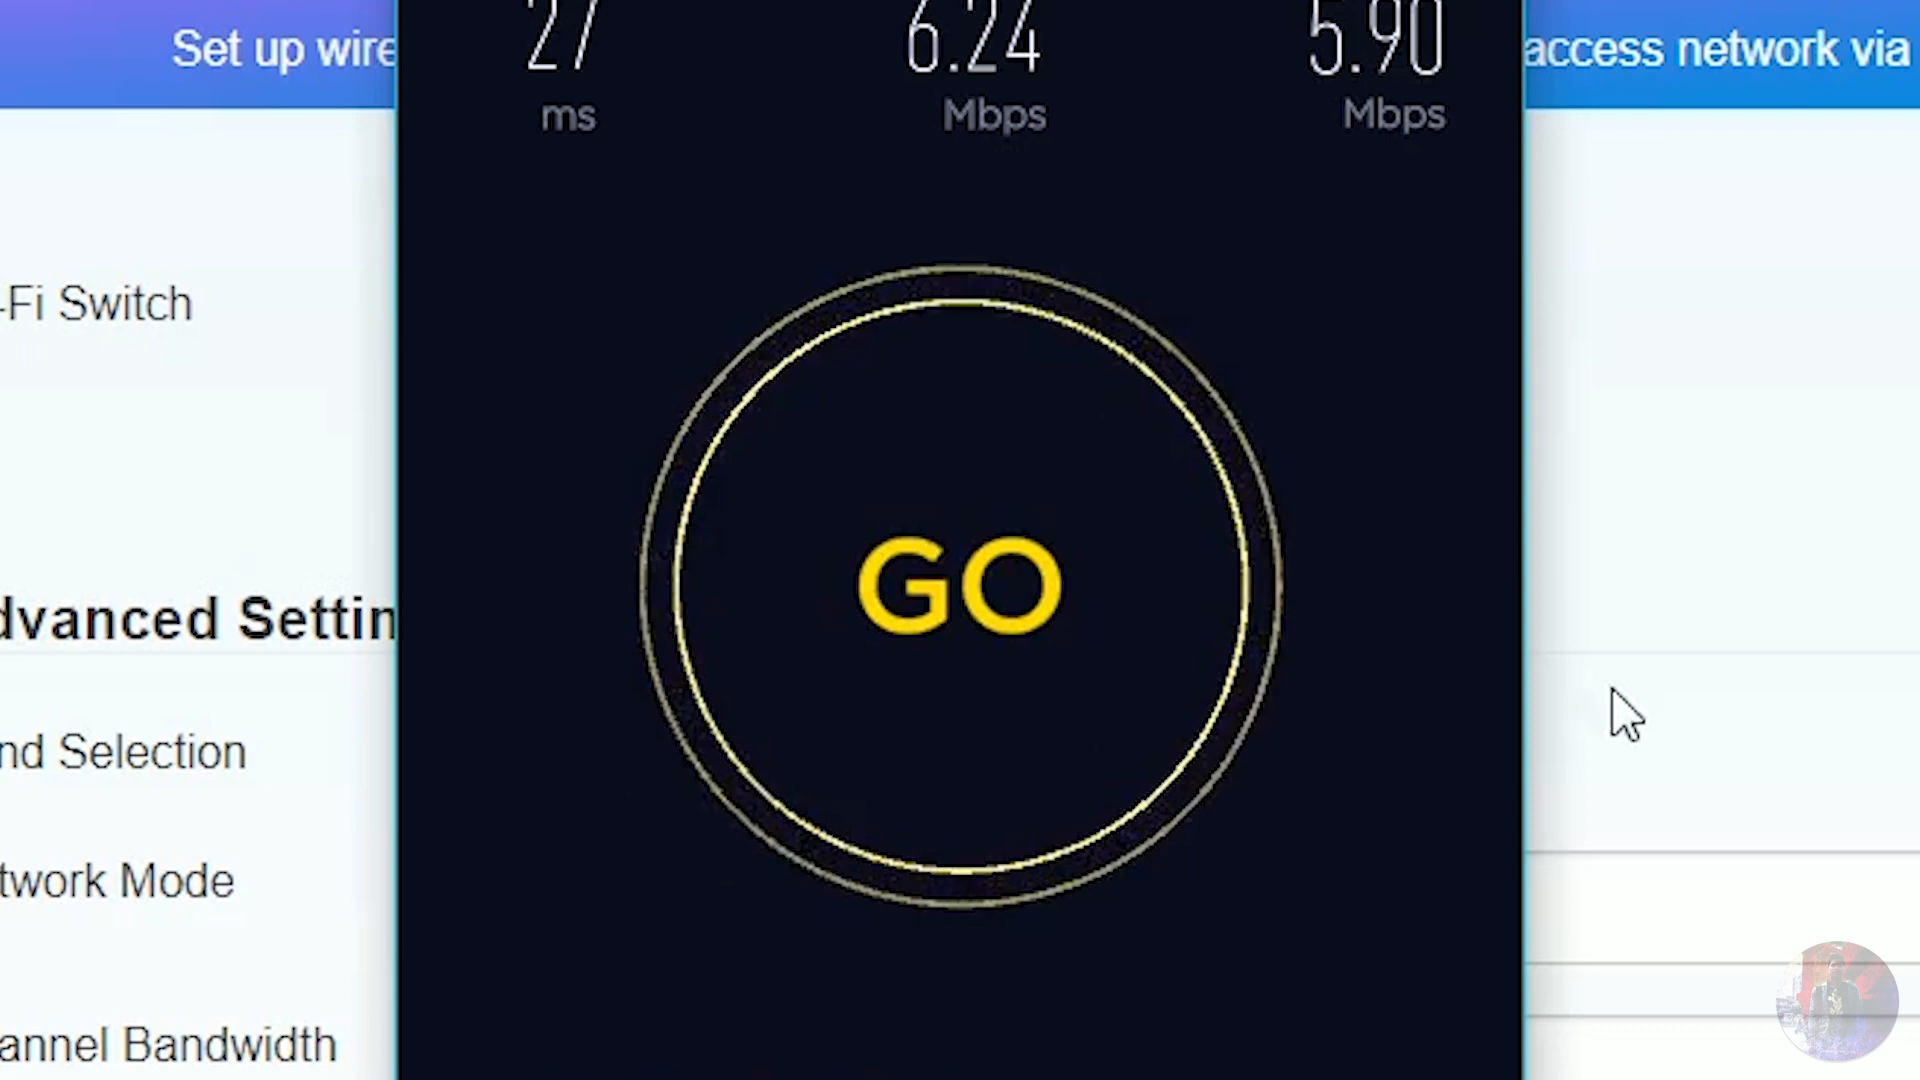 Set up wire
27 6.24 5.90
access network via
ms Mbps Mbps
-Fi Switch
GO
dvanced Settin
nd Selection
twork Mode
annel Bandwidth